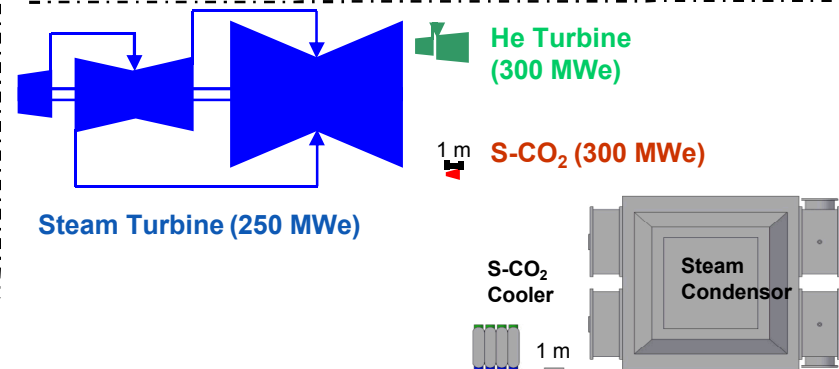 He Turbine
(300 MWe)
1 m
S-CO₂ (300 MWe)
Steam Turbine (250 MWe)
S-CO₂
Cooler
Steam
Condensor
1 m